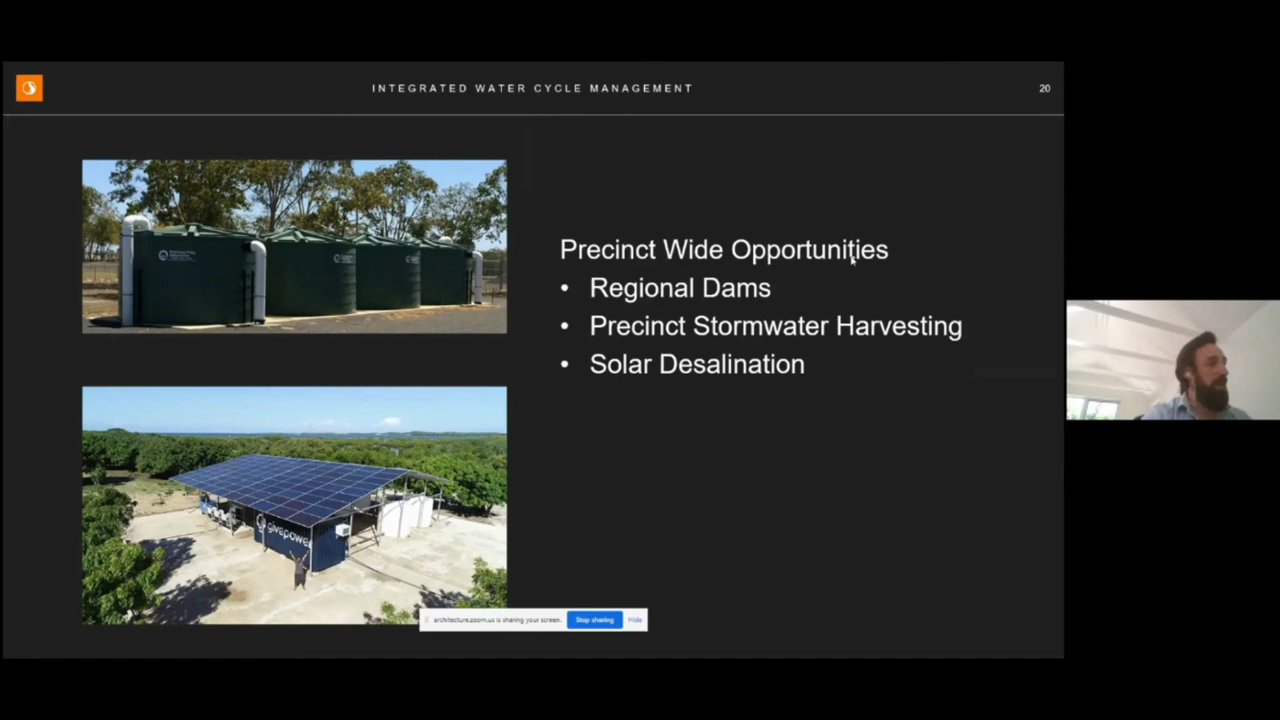 INTEGRATED WATER CYCLE MANAGEMENT
20
Precinct Wide Opportunities
• Regional Dams
• Precinct Stormwater Harvesting
• Solar Desalination
givepower
architecture.zoom.us is sharing your screen.
Stop sharing
Hide